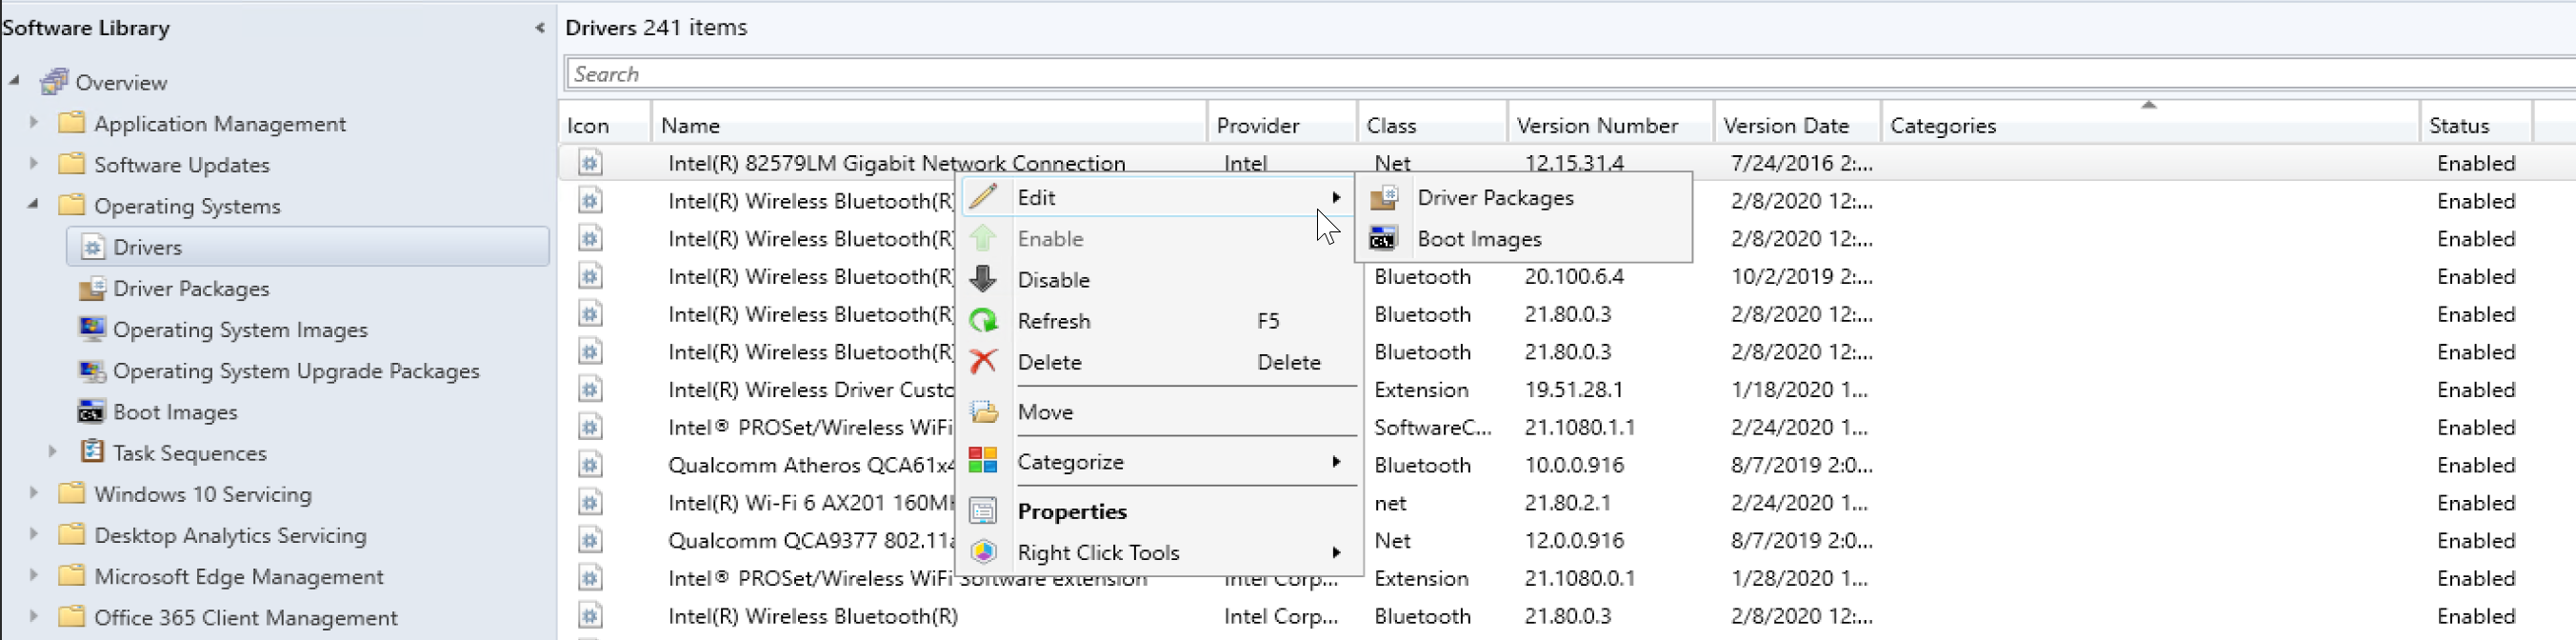 Software Library
Overview
Application Management
Software Updates
Operating Systems
Drivers
Driver Packages
Operating System Images
Operating System Upgrade Packages
Boot Images
Task Sequences
Windows 10 Servicing
Desktop Analytics Servicing
Microsoft Edge Management
Office 365 Client Management
Drivers 241 items
Search
Icon Name Provider Class Version Number Version Date Categories Status
Intel(R) 82579LM Gigabit Network Connection Intel Net 12.15.31.4 7/24/2016 2:... Enabled
Intel(R) Wireless Bluetooth(R) 2/8/2020 12:... Enabled
Intel(R) Wireless Bluetooth(R) 2/8/2020 12:... Enabled
Intel(R) Wireless Bluetooth(R) Bluetooth 20.100.6.4 10/2/2019 2:... Enabled
Intel(R) Wireless Bluetooth(R) Bluetooth 21.80.0.3 2/8/2020 12:... Enabled
Intel(R) Wireless Bluetooth(R) Bluetooth 21.80.0.3 2/8/2020 12:... Enabled
Intel(R) Wireless Driver Custo Extension 19.51.28.1 1/18/2020 1... Enabled
Intel® PROSet/Wireless WiFi SoftwareC... 21.1080.1.1 2/24/2020 1... Enabled
Qualcomm Atheros QCA61x4 Bluetooth 10.0.0.916 8/7/2019 2:0... Enabled
Intel(R) Wi-Fi 6 AX201 160MH net 21.80.2.1 2/24/2020 1... Enabled
Qualcomm QCA9377 802.11a Net 12.0.0.916 8/7/2019 2:0... Enabled
Intel® PROSet/Wireless WiFi Software extension Intel Corp... Extension 21.1080.0.1 1/28/2020 1... Enabled
Intel(R) Wireless Bluetooth(R) Intel Corp... Bluetooth 21.80.0.3 2/8/2020 12:... Enabled
Edit
Enable
Disable
Refresh F5
Delete Delete
Move
Categorize
Properties
Right Click Tools
Driver Packages
Boot Images